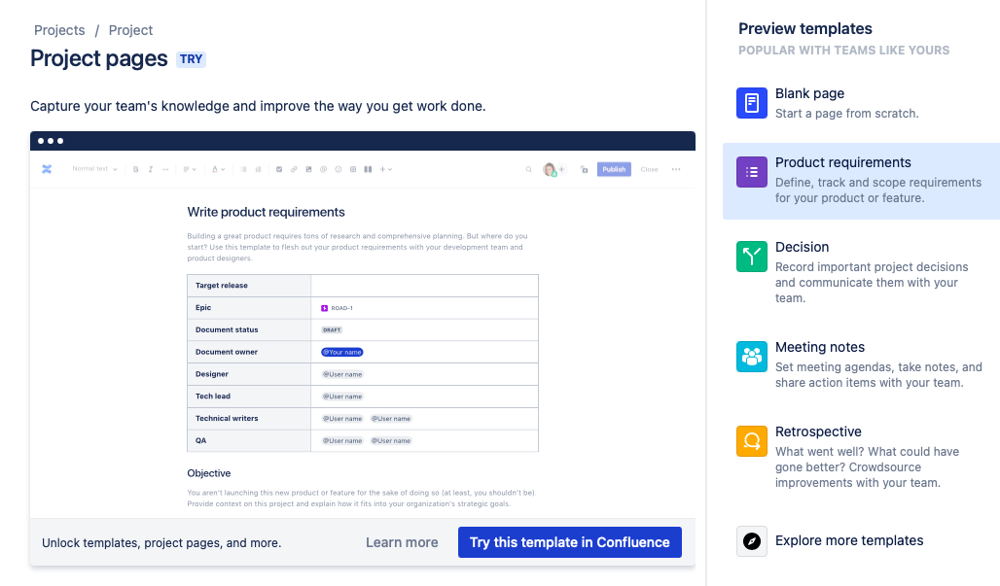 Projects / Project
Project pages TRY
Capture your team's knowledge and improve the way you get work done.
Normal text B I A Publish Close
Write product requirements
Building a great product requires tons of research and comprehensive planning. But where do you
start? Use this template to flesh out your product requirements with your development team and
product designers.
Target release
Epic ROAD-1
Document status DRAFT
Document owner @Your name
Designer @User name
Tech lead @User name
Technical writers @User name @User name
QA @User name @User name
Objective
You aren't launching this new product or feature for the sake of doing so (at least, you shouldn't be).
Provide context on this project and explain how it fits into your organization's strategic goals.
Unlock templates, project pages, and more. Learn more Try this template in Confluence
Preview templates
POPULAR WITH TEAMS LIKE YOURS
Blank page
Start a page from scratch.
Product requirements
Define, track and scope requirements
for your product or feature.
Decision
Record important project decisions
and communicate them with your
team.
Meeting notes
Set meeting agendas, take notes, and
share action items with your team.
Retrospective
What went well? What could have
gone better? Crowdsource
improvements with your team.
Explore more templates